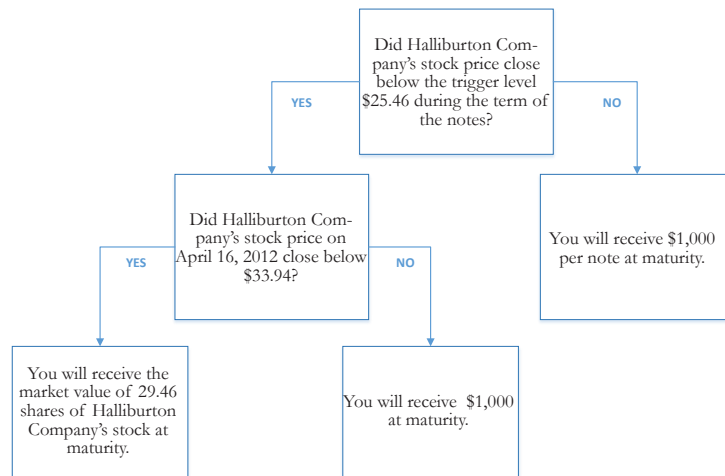 Did Halliburton Com-
pany's stock price close
below the trigger level
$25.46 during the term of
the notes?
YES
NO
Did Halliburton Com-
pany's stock price on
April 16, 2012 close below
$33.94?
You will receive $1,000
per note at maturity.
YES
NO
You will receive the
market value of 29.46
shares of Halliburton
Company's stock at
maturity.
You will receive $1,000
at maturity.